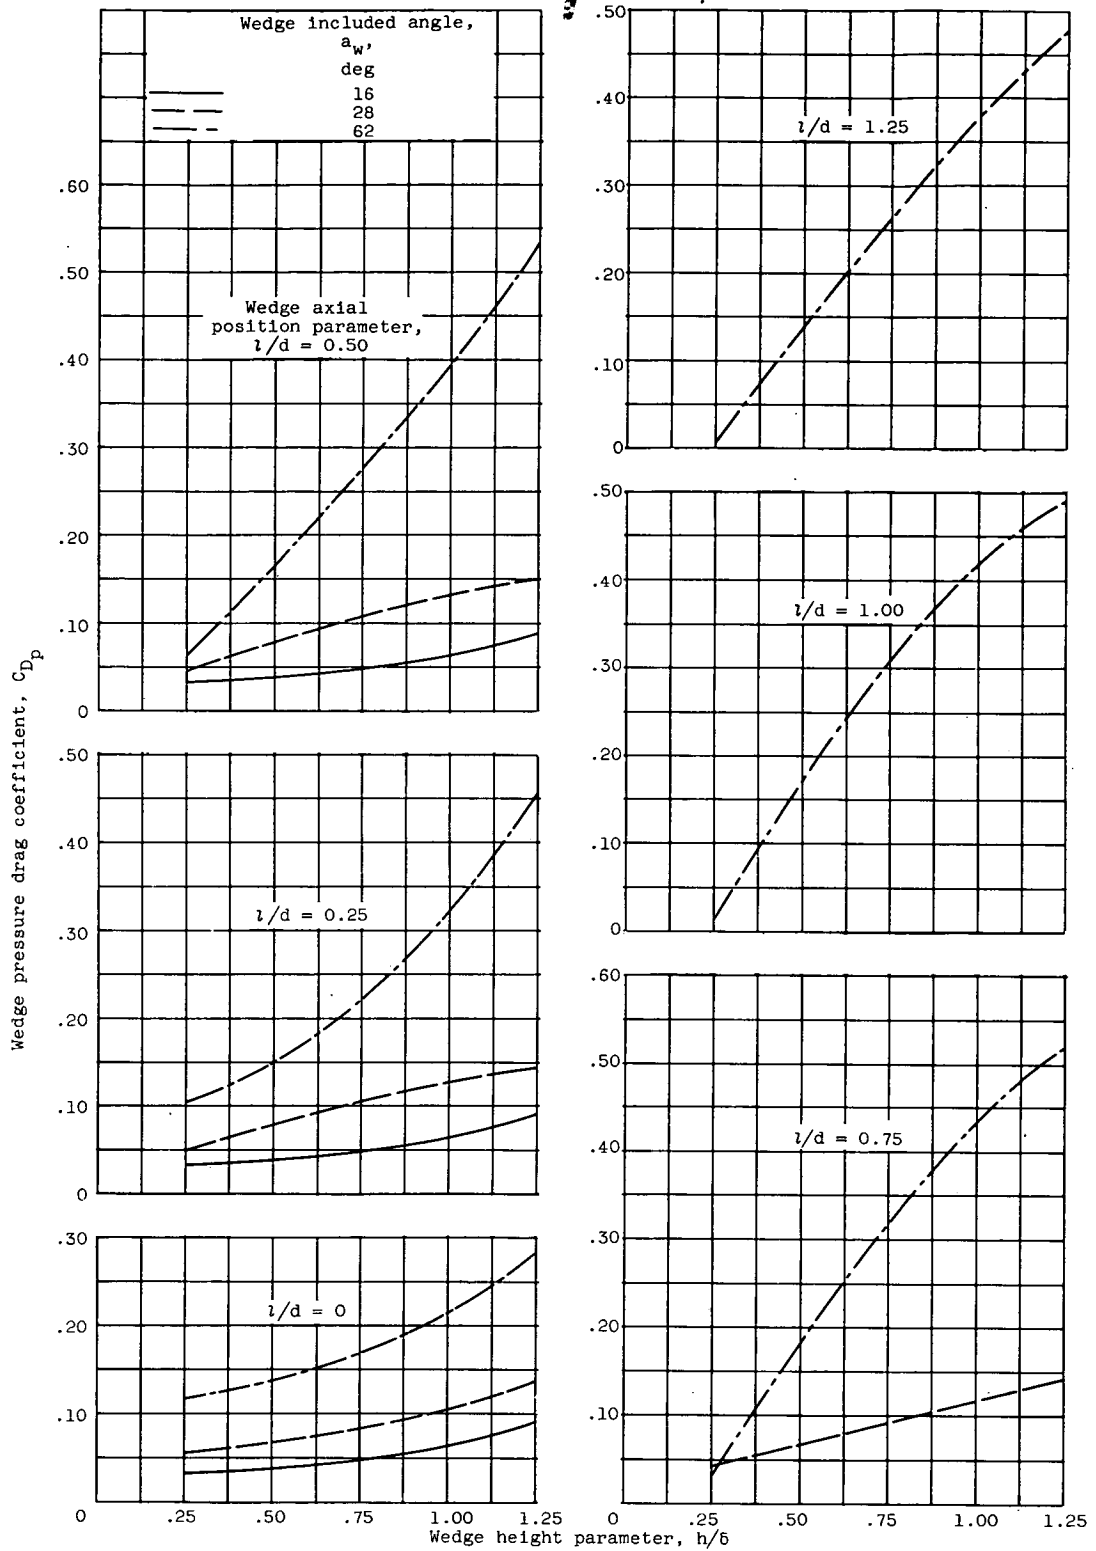 Wedge included angle,
a_w,
deg
16
28
62
.60
.50
Wedge axial
position parameter,
l/d = 0.50
.40
.30
.20
.10
0
.50
.40
l/d = 0.25
.30
.20
.10
0
.30
l/d = 0
.20
.10
0 .25 .50 .75 1.00 1.25
Wedge pressure drag coefficient, C_Dp
.50
.40
l/d = 1.25
.30
.20
.10
0
.50
.40
l/d = 1.00
.30
.20
.10
0
.60
.50
l/d = 0.75
.40
.30
.20
.10
0 .25 .50 .75 1.00 1.25
Wedge height parameter, h/δ